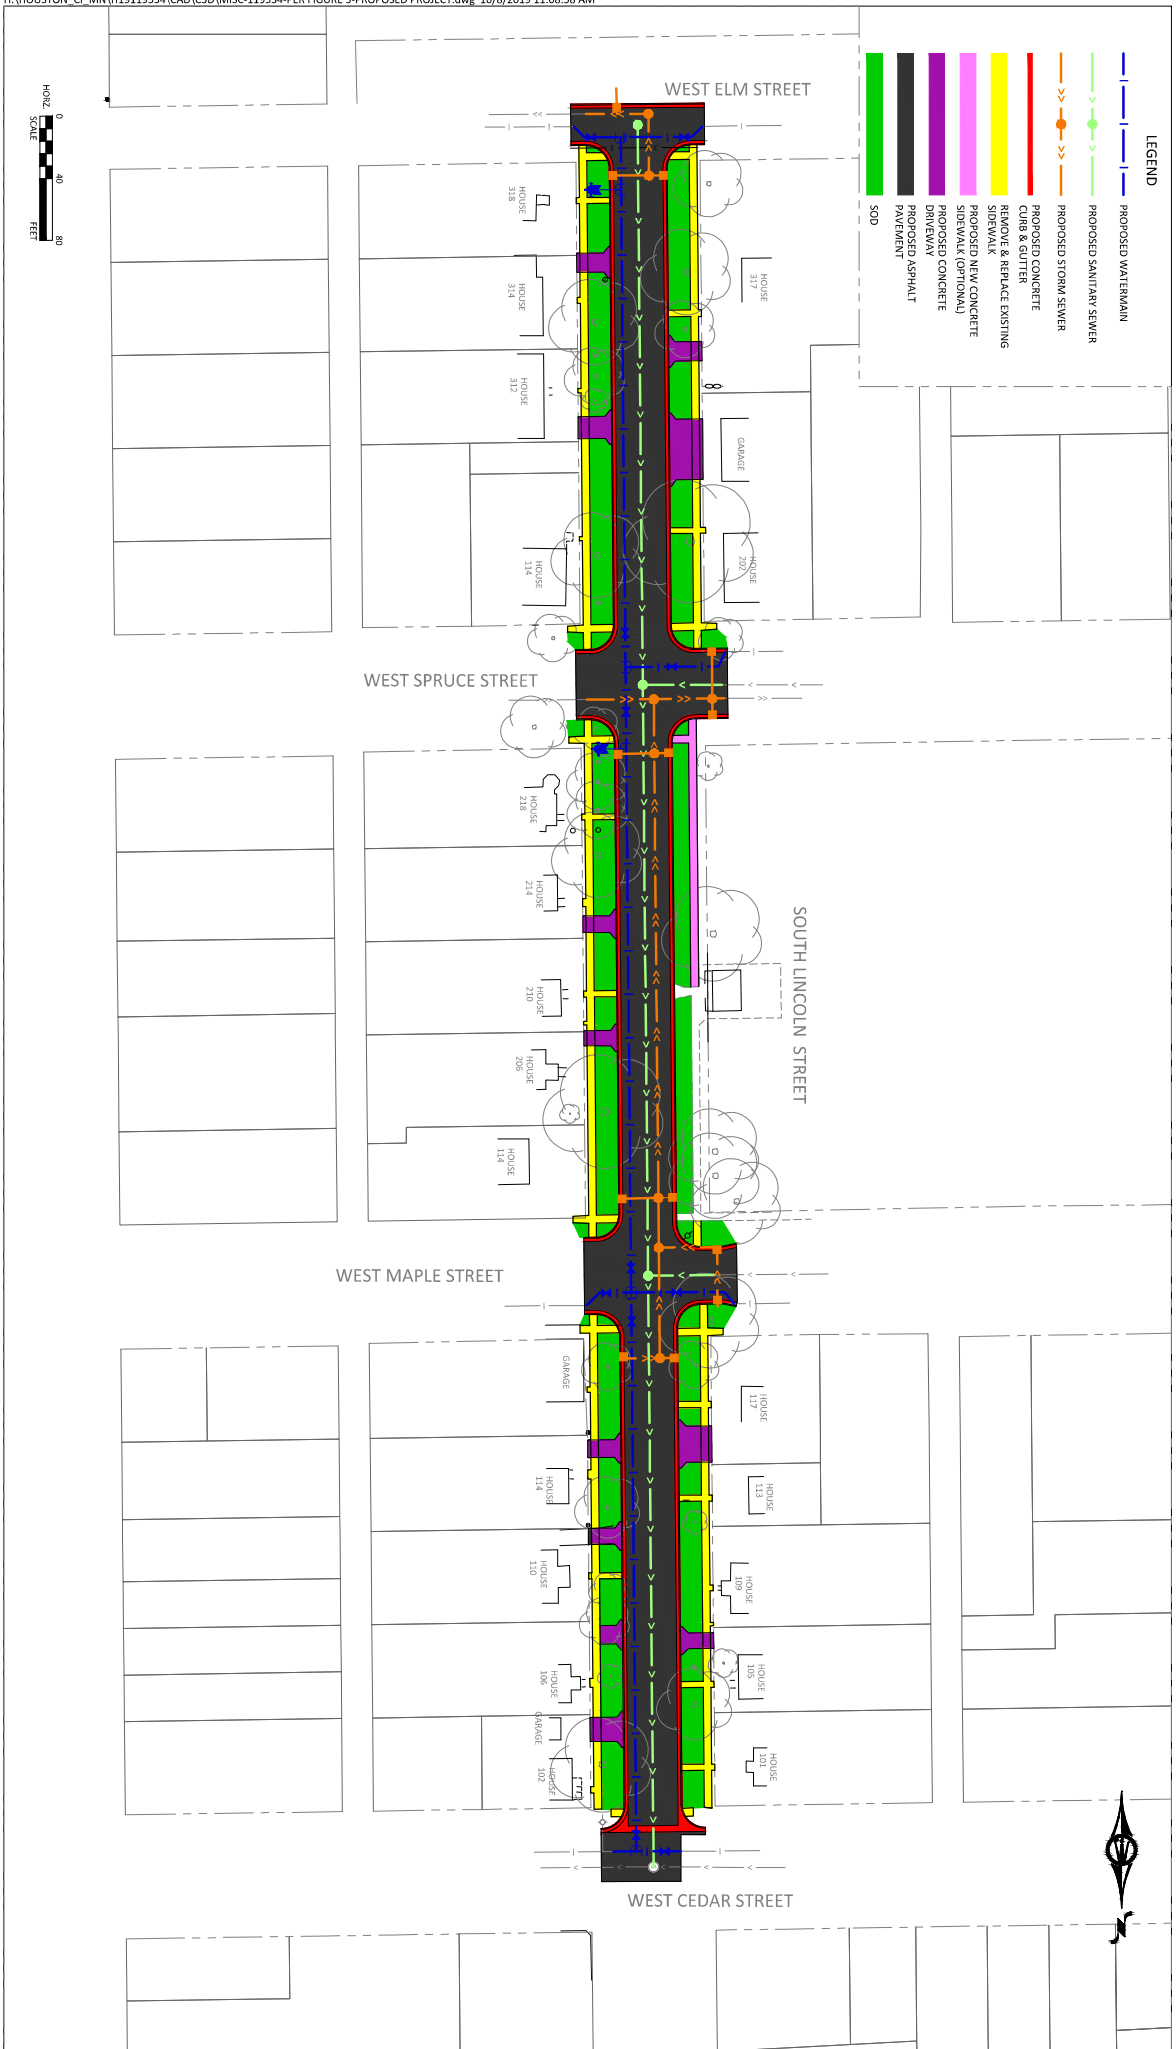 WEST ELM STREET
LEGEND
PROPOSED WATERMAIN
PROPOSED SANITARY SEWER
PROPOSED STORM SEWER
PROPOSED CONCRETE
CURB & GUTTER
REMOVE & REPLACE EXISTING
SIDEWALK
PROPOSED NEW CONCRETE
SIDEWALK (OPTIONAL)
PROPOSED CONCRETE
DRIVEWAY
PROPOSED ASPHALT
PAVEMENT
SOD
HORZ.
SCALE
0
40
80
FEET
HOUSE
318
HOUSE
317
HOUSE
314
HOUSE
312
GARAGE
HOUSE
114
HOUSE
202
WEST SPRUCE STREET
HOUSE
218
HOUSE
214
SOUTH LINCOLN STREET
HOUSE
210
HOUSE
206
HOUSE
114
WEST MAPLE STREET
GARAGE
HOUSE
117
HOUSE
114
HOUSE
113
HOUSE
110
HOUSE
109
HOUSE
106
HOUSE
105
GARAGE
HOUSE
102
HOUSE
101
WEST CEDAR STREET
N